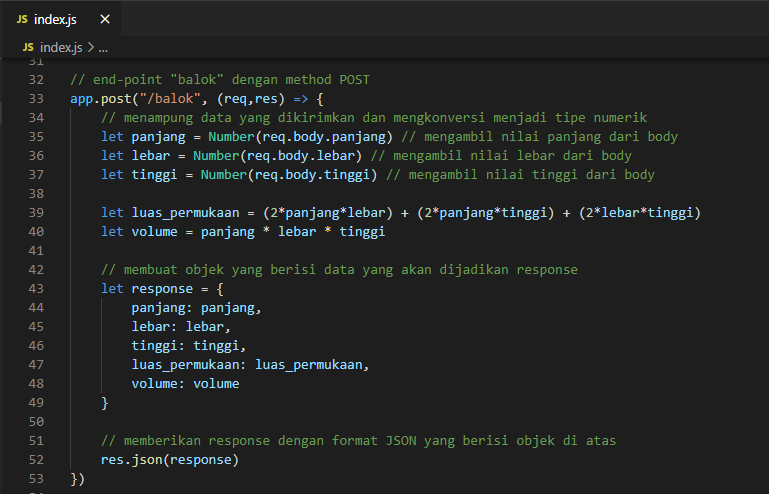 JS index.js ×
JS index.js > ...
31
32 // end-point "balok" dengan method POST
33 app.post("/balok", (req,res) => {
34     // menampung data yang dikirimkan dan mengkonversi menjadi tipe numerik
35     let panjang = Number(req.body.panjang) // mengambil nilai panjang dari body
36     let lebar = Number(req.body.lebar) // mengambil nilai lebar dari body
37     let tinggi = Number(req.body.tinggi) // mengambil nilai tinggi dari body
38
39     let luas_permukaan = (2*panjang*lebar) + (2*panjang*tinggi) + (2*lebar*tinggi)
40     let volume = panjang * lebar * tinggi
41
42     // membuat objek yang berisi data yang akan dijadikan response
43     let response = {
44         panjang: panjang,
45         lebar: lebar,
46         tinggi: tinggi,
47         luas_permukaan: luas_permukaan,
48         volume: volume
49     }
50
51     // memberikan response dengan format JSON yang berisi objek di atas
52     res.json(response)
53 })